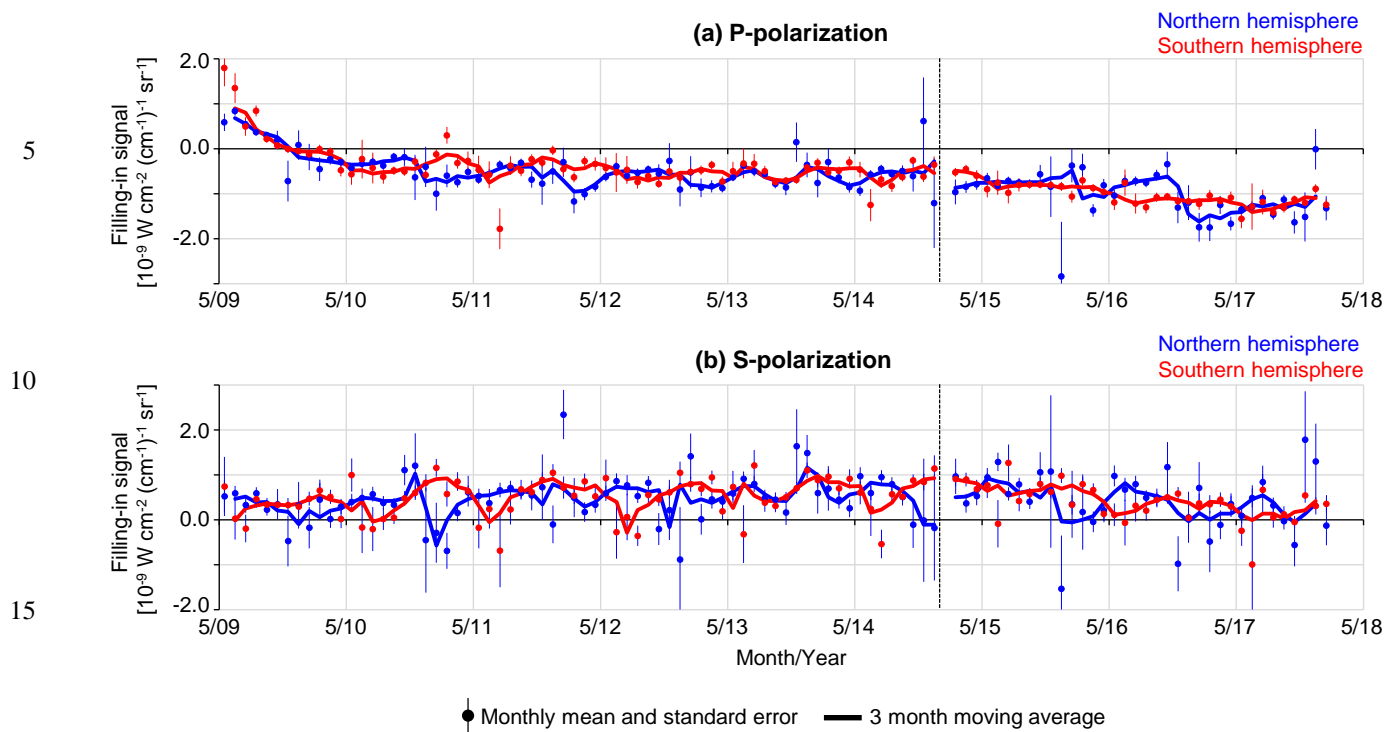 Northern hemisphere
(a) P-polarization
Southern hemisphere
Filling-in signal
[10⁻⁹ W cm⁻² (cm⁻¹)⁻¹ sr⁻¹]
2.0
0.0
-2.0
5
5/09 5/10 5/11 5/12 5/13 5/14 5/15 5/16 5/17 5/18
Northern hemisphere
(b) S-polarization
Southern hemisphere
10
Filling-in signal
[10⁻⁹ W cm⁻² (cm⁻¹)⁻¹ sr⁻¹]
2.0
0.0
-2.0
15
5/09 5/10 5/11 5/12 5/13 5/14 5/15 5/16 5/17 5/18
Month/Year
Monthly mean and standard error 3 month moving average